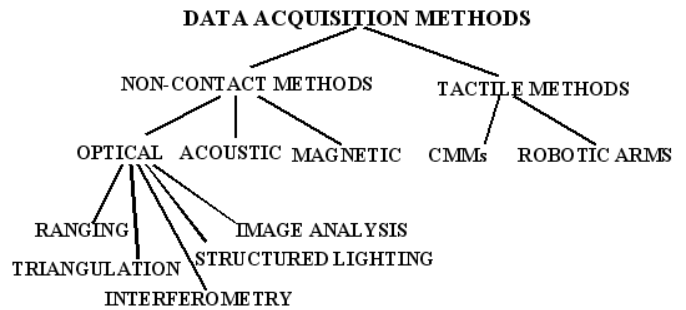 DATA ACQUISITION METHODS
NON-CONTACT METHODS
TACTILE METHODS
OPTICAL
ACOUSTIC
MAGNETIC
CMMs
ROBOTIC ARMS
RANGING
IMAGE ANALYSIS
TRIANGULATION
STRUCTURED LIGHTING
INTERFEROMETRY